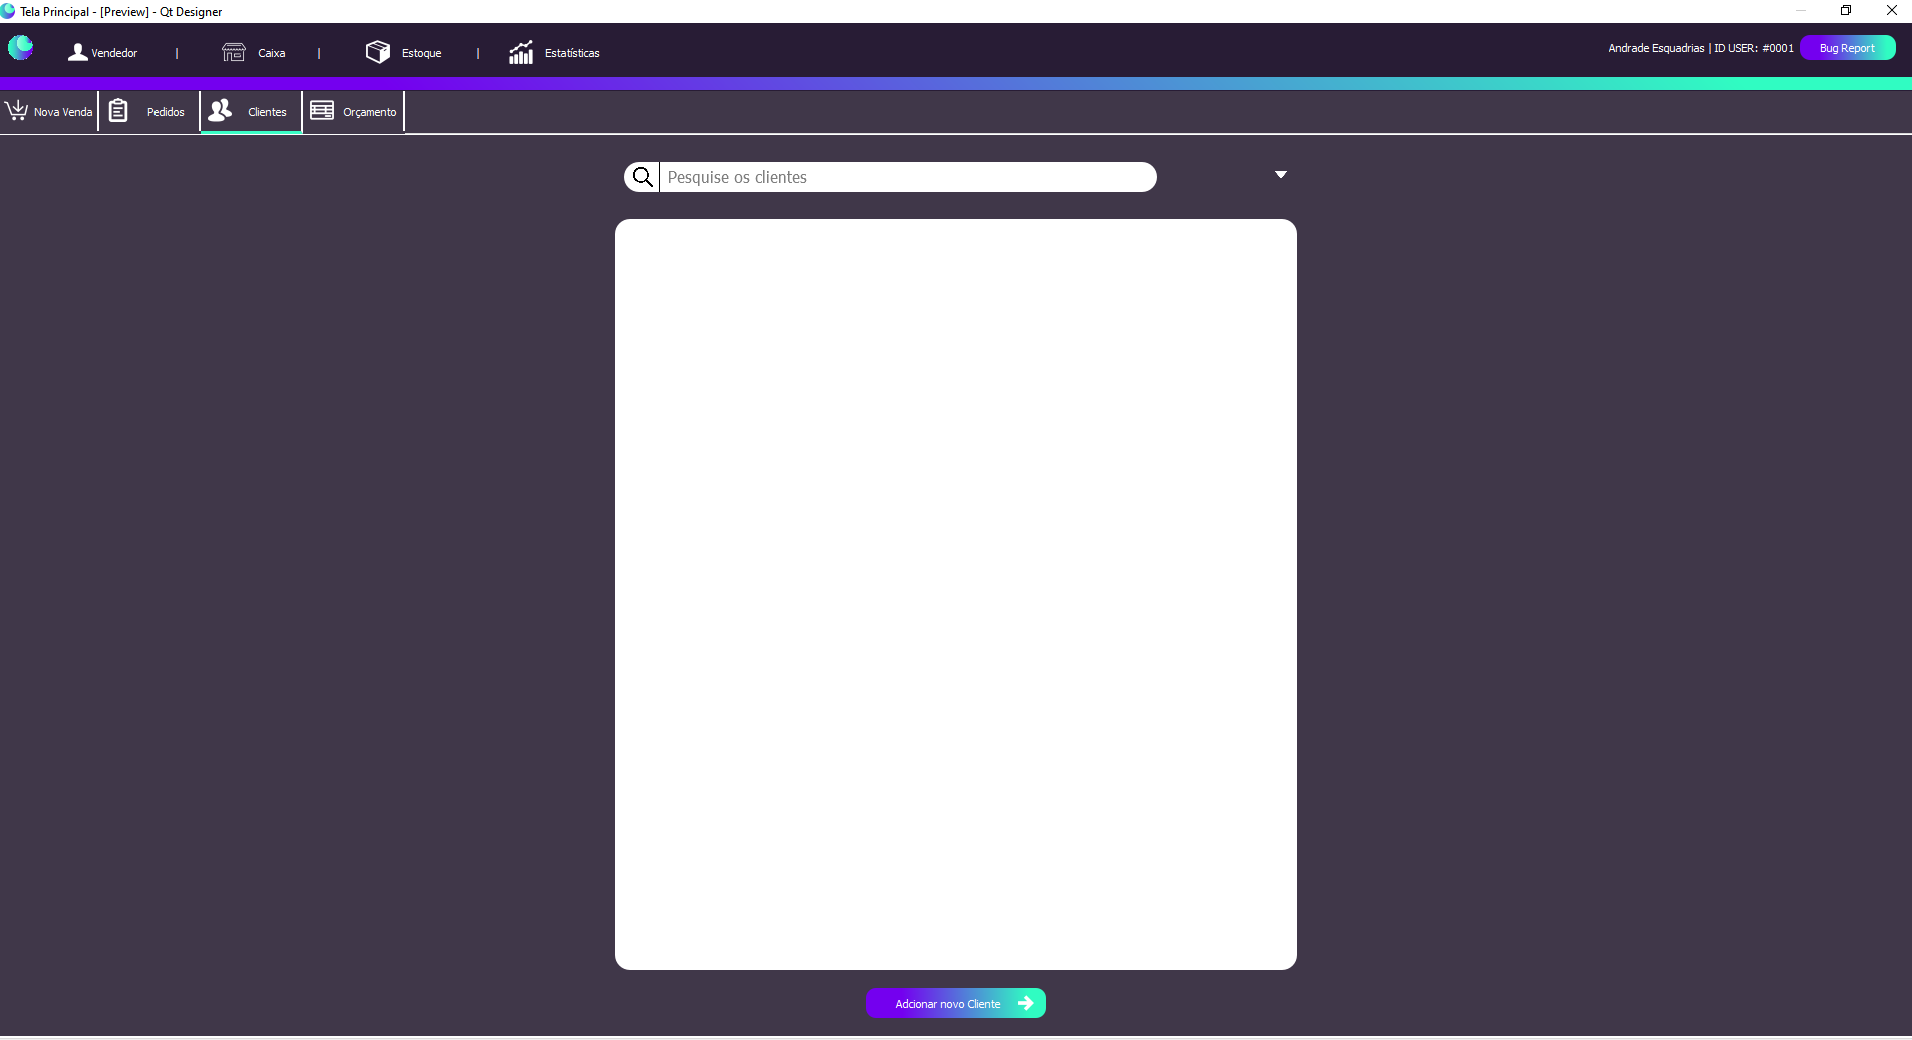 Tela Principal - [Preview] - Qt Designer
Vendedor | Caixa | Estoque | Estatísticas
Andrade Esquadrias | ID USER: #0001 Bug Report
Nova Venda Pedidos Clientes Orçamento
Pesquise os clientes
Adcionar novo Cliente